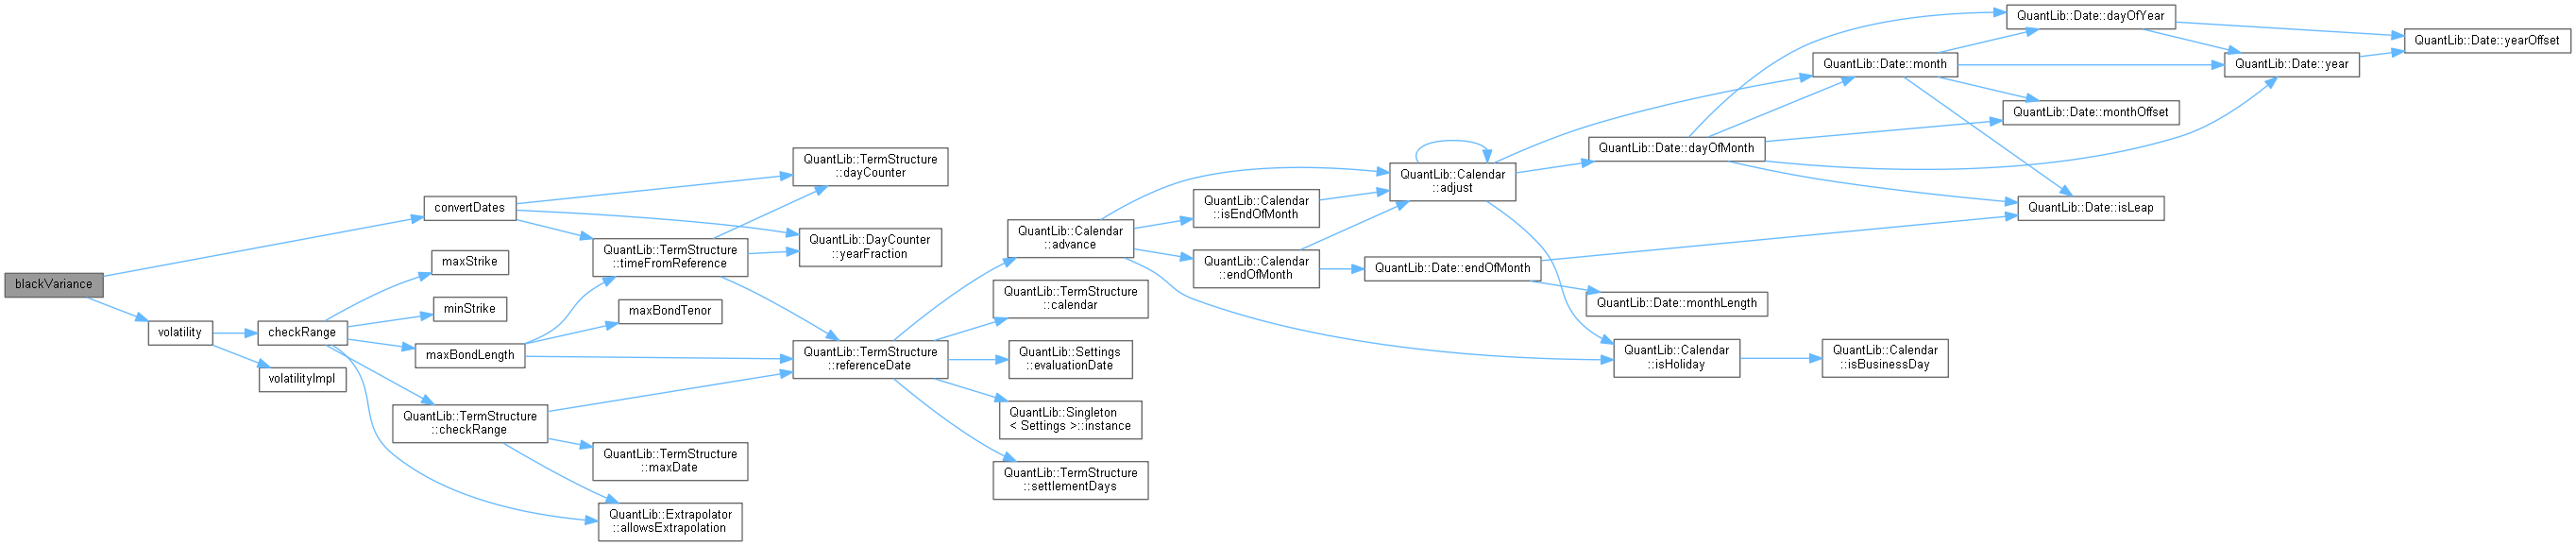 blackVariance
convertDates
volatility
maxStrike
minStrike
checkRange
maxBondLength
volatilityImpl
QuantLib::TermStructure
::checkRange
QuantLib::TermStructure
::dayCounter
QuantLib::DayCounter
::yearFraction
QuantLib::TermStructure
::timeFromReference
maxBondTenor
QuantLib::TermStructure
::referenceDate
QuantLib::TermStructure
::maxDate
QuantLib::Extrapolator
::allowsExtrapolation
QuantLib::Calendar
::advance
QuantLib::TermStructure
::calendar
QuantLib::Settings
::evaluationDate
QuantLib::Singleton
< Settings >::instance
QuantLib::TermStructure
::settlementDays
QuantLib::Calendar
::isEndOfMonth
QuantLib::Calendar
::endOfMonth
QuantLib::Calendar
::adjust
QuantLib::Date::endOfMonth
QuantLib::Date::dayOfMonth
QuantLib::Date::monthLength
QuantLib::Calendar
::isHoliday
QuantLib::Date::month
QuantLib::Calendar
::isBusinessDay
QuantLib::Date::dayOfYear
QuantLib::Date::monthOffset
QuantLib::Date::isLeap
QuantLib::Date::year
QuantLib::Date::yearOffset